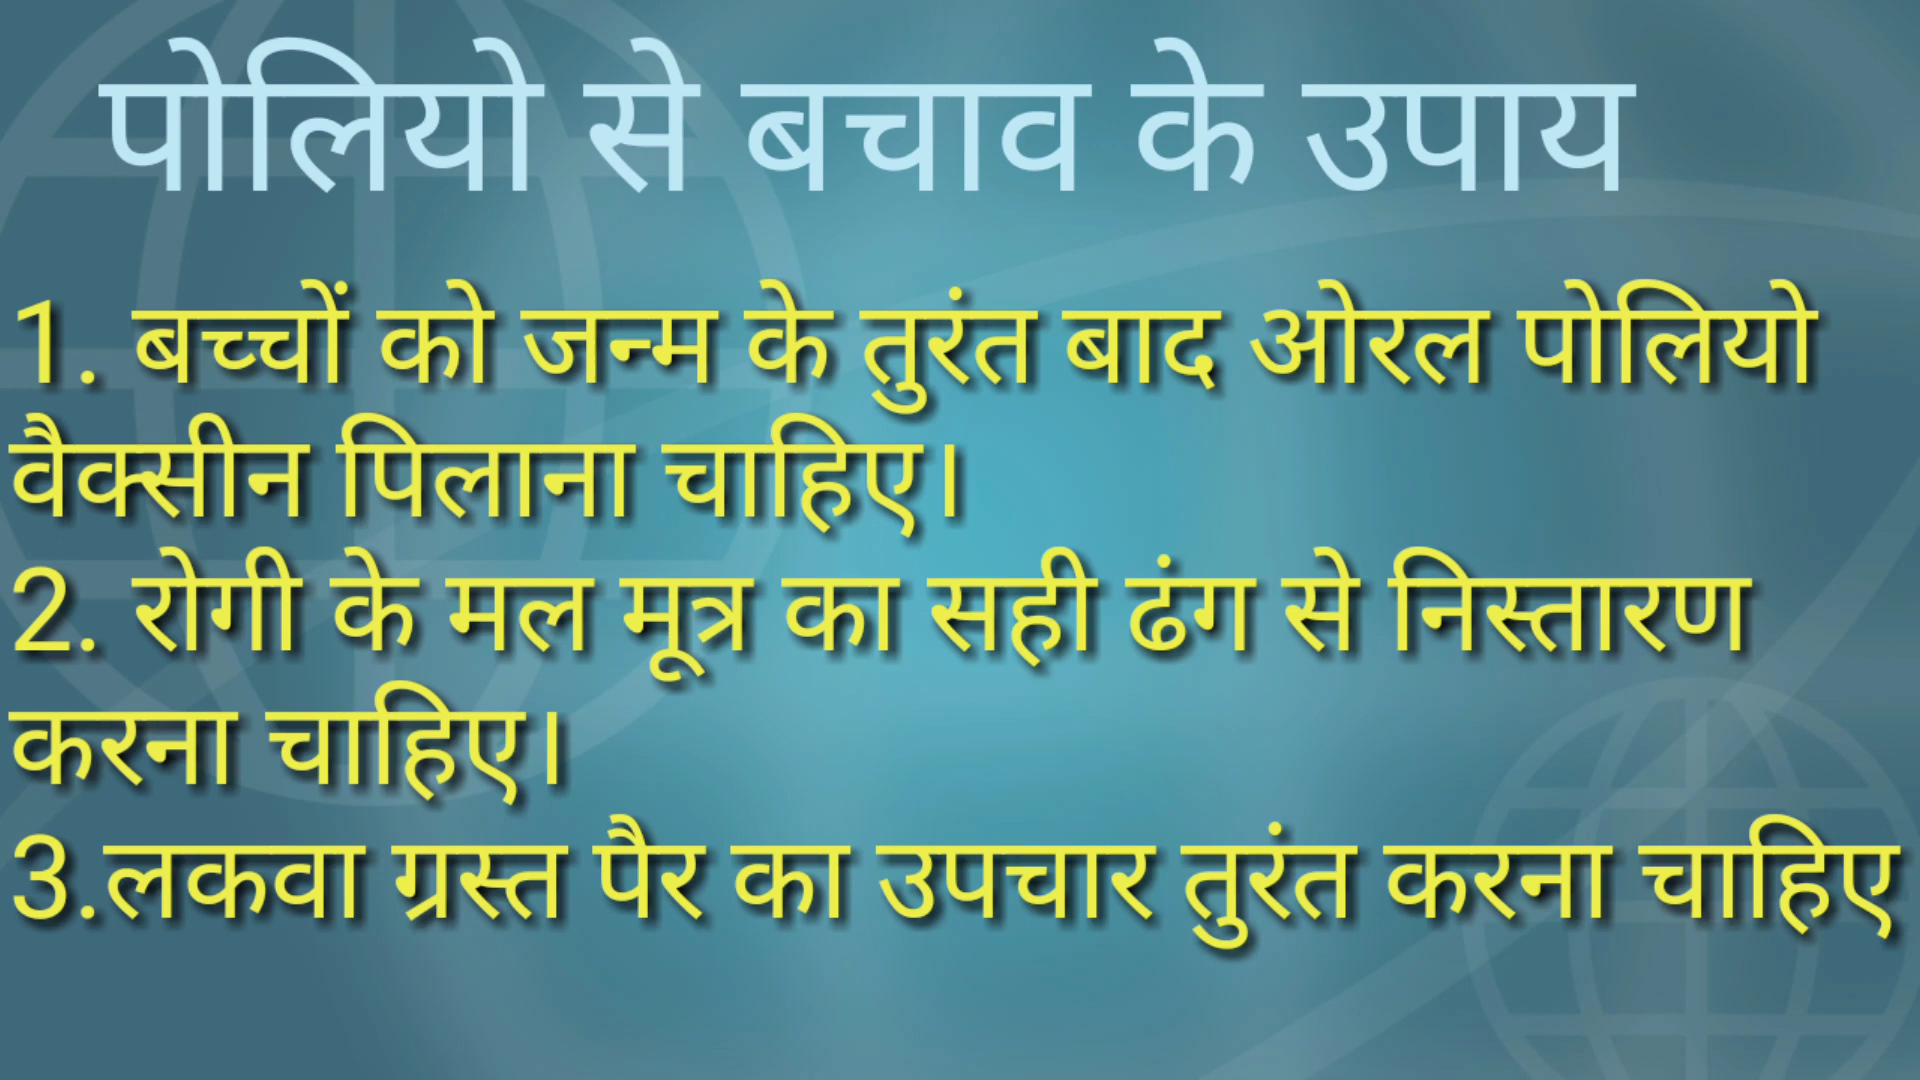 पोलियो से बचाव के उपाय
1. बच्चों को जन्म के तुरंत बाद ओरल पोलियो
वैक्सीन पिलाना चाहिए।
2. रोगी के मल मूत्र का सही ढंग से निस्तारण
करना चाहिए।
3.लकवा ग्रस्त पैर का उपचार तुरंत करना चाहिए